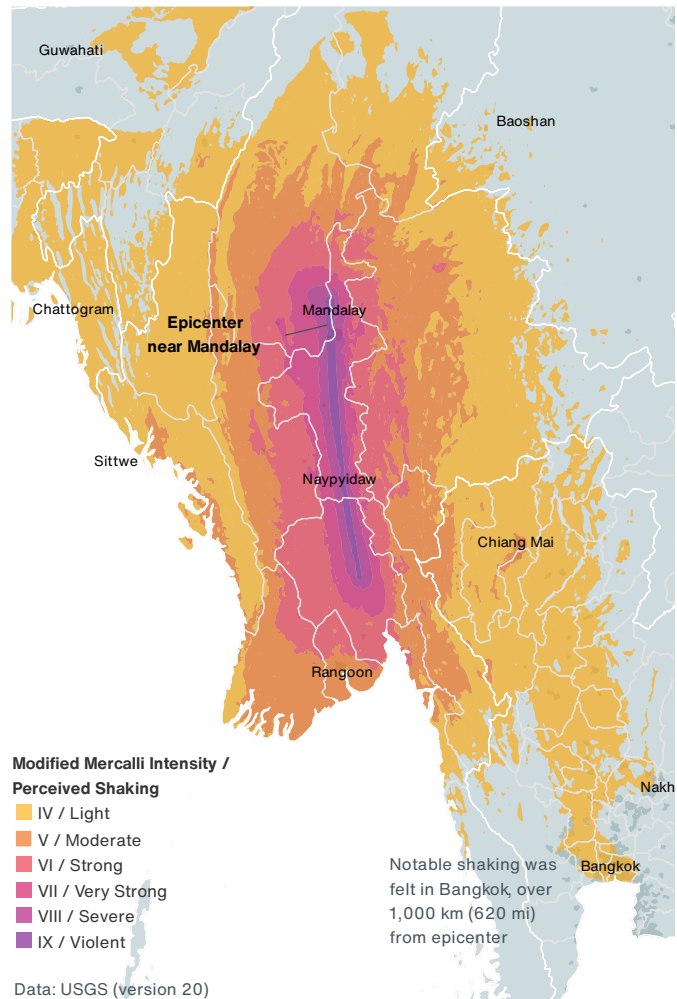 Guwahati
Baoshan
Chattogram
Mandalay
Epicenter
near Mandalay
Sittwe
Naypyidaw
Chiang Mai
Rangoon
Modified Mercalli Intensity /
Perceived Shaking
IV / Light
V / Moderate
VI / Strong
VII / Very Strong
VIII / Severe
IX / Violent
Nakh
Bangkok
Notable shaking was
felt in Bangkok, over
1,000 km (620 mi)
from epicenter
Data: USGS (version 20)